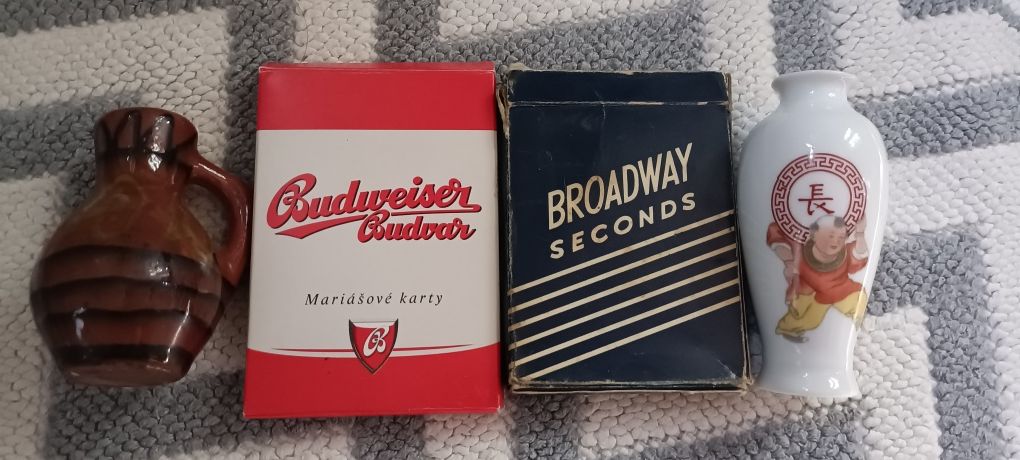 Budweiser
Budvar
Mariášové karty
B
BROADWAY
SECONDS
長